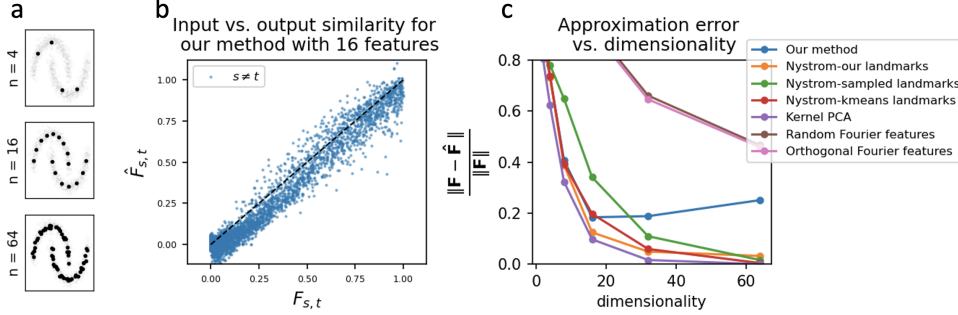 a
n = 4
n = 16
n = 64
b
Input vs. output similarity for
our method with 16 features
s ≠ t
1.00
0.75
0.50
0.25
0.00
F̂s, t
0.00
0.25
0.50
0.75
1.00
Fs, t
c
Approximation error
vs. dimensionality
‖F − F̂‖
‖F‖
0.8
0.6
0.4
0.2
0.0
0
20
40
60
dimensionality
Our method
Nystrom-our landmarks
Nystrom-sampled landmarks
Nystrom-kmeans landmarks
Kernel PCA
Random Fourier features
Orthogonal Fourier features